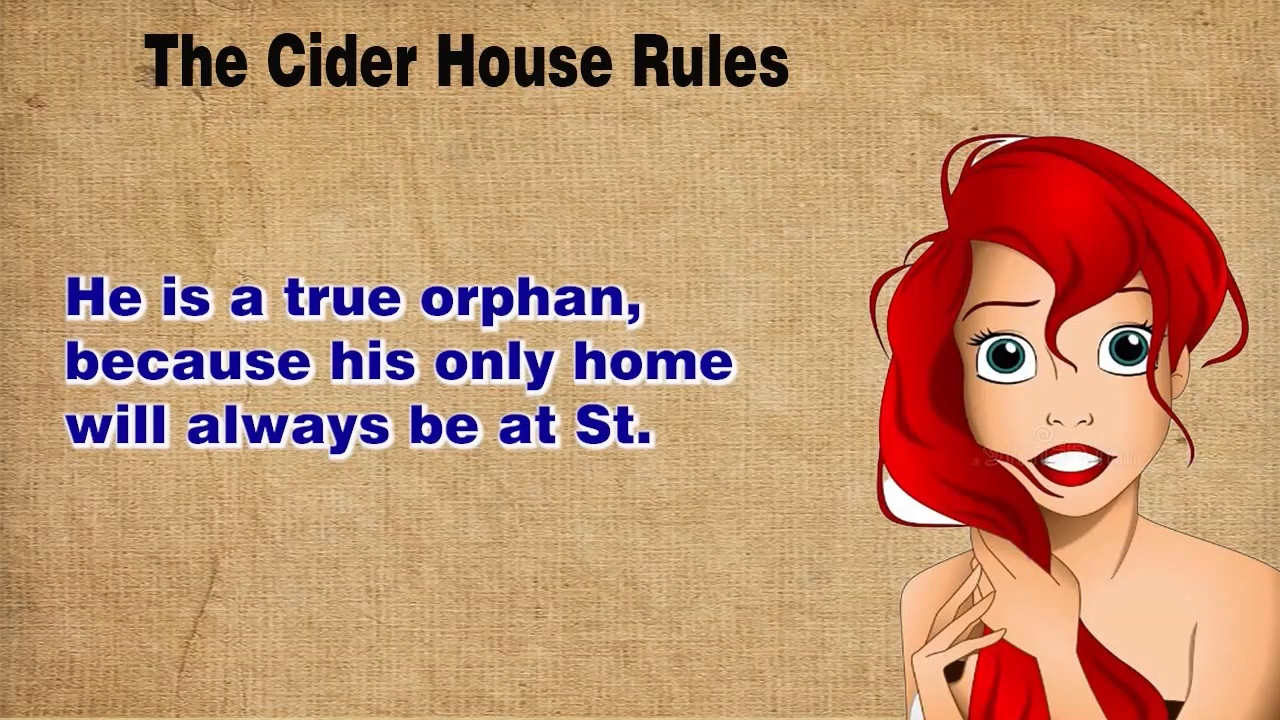 The Cider House Rules
He is a true orphan,
because his only home
will always be at St.